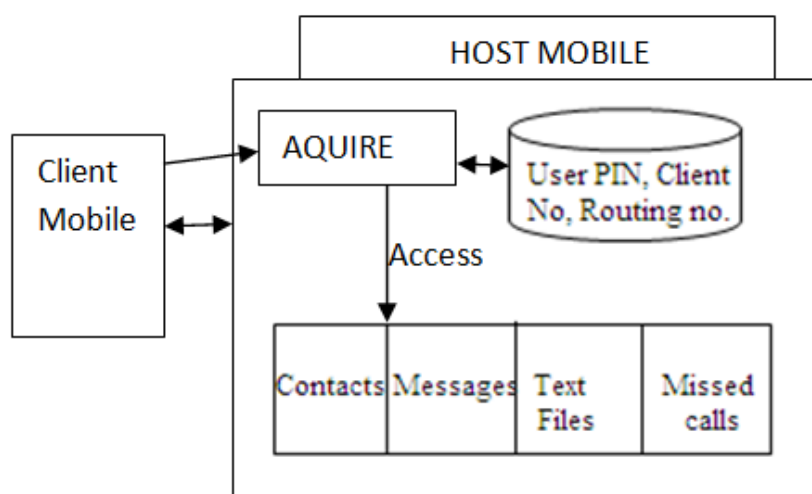 HOST MOBILE
Client
Mobile
AQUIRE
User PIN, Client
No, Routing no.
Access
Contacts
Messages
Text
Files
Missed
calls